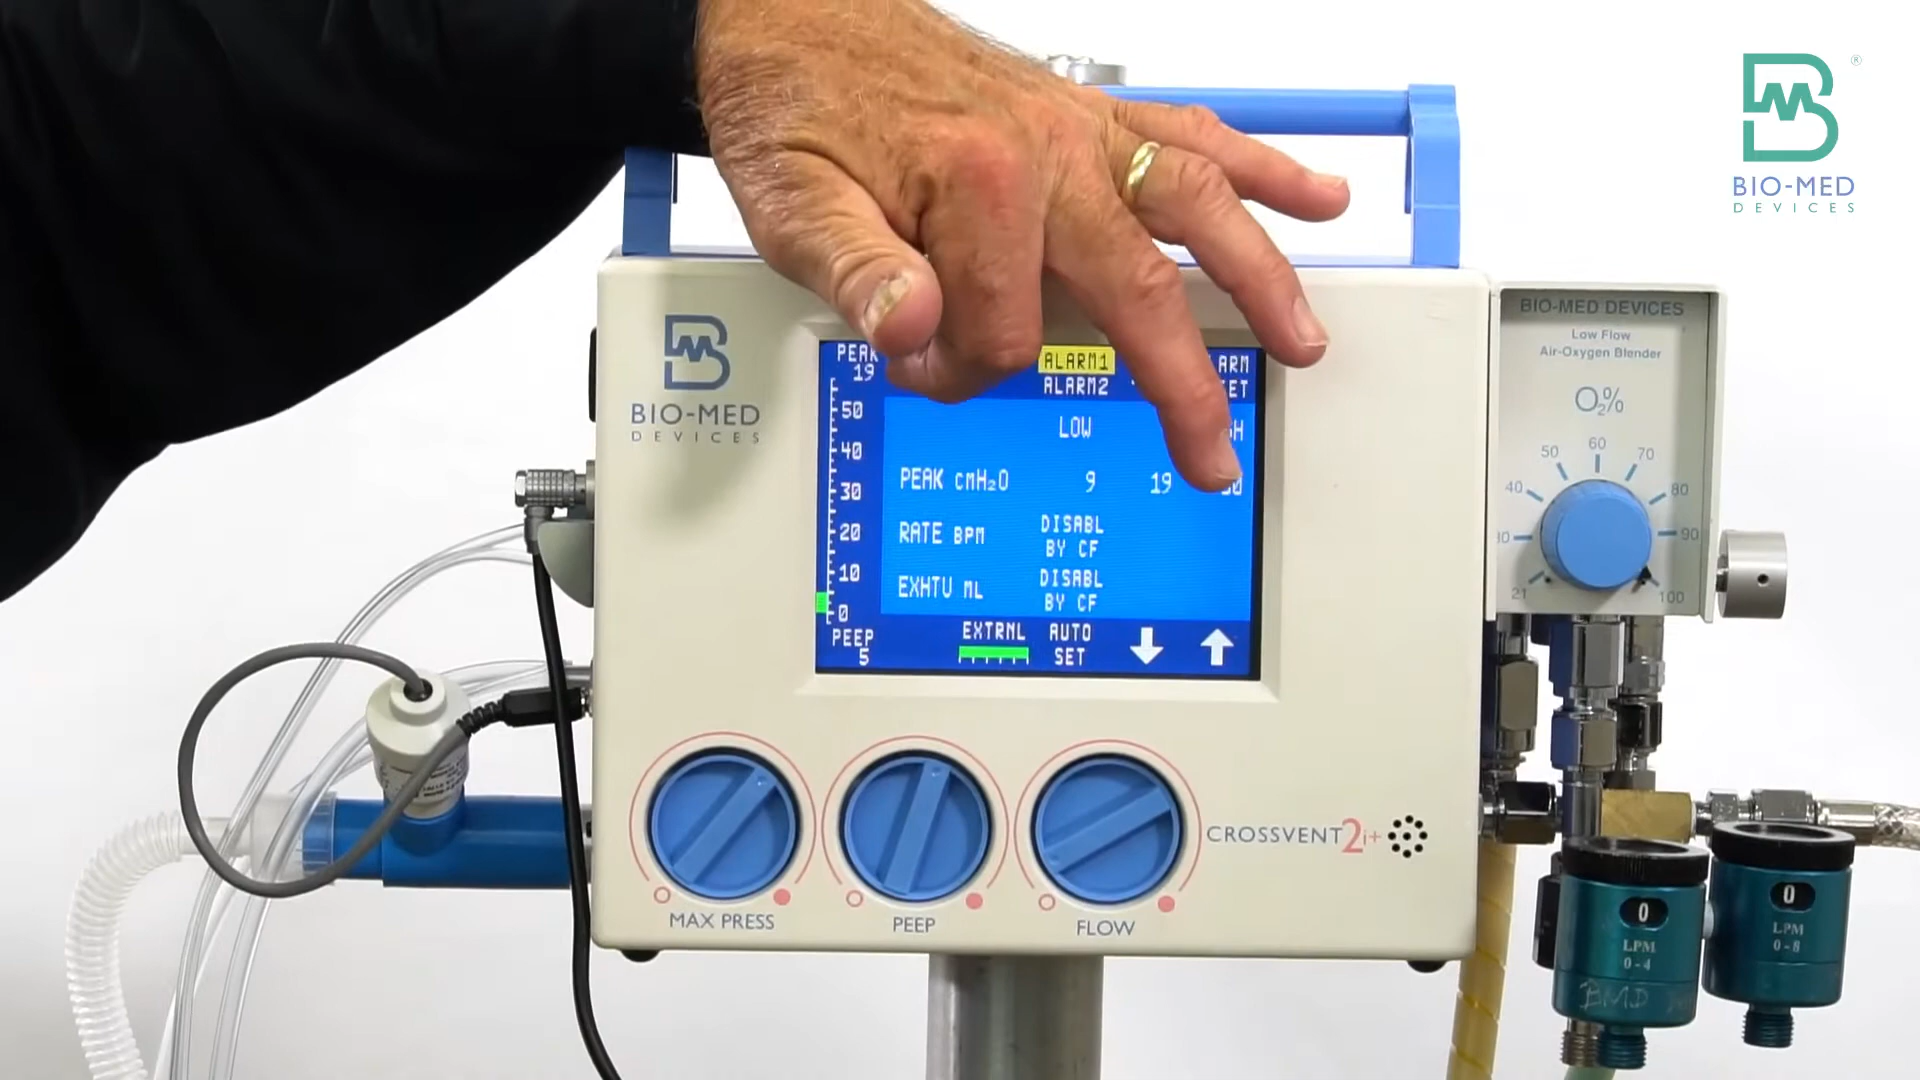 BIO-MED
DEVICES
BIO-MED
DEVICES
PEAK
19
ALARM1
ALARM2
50
40
30
20
10
0
PEEP
5
LOW
PEAK cmH₂O 9 19
RATE BPM DISABL
BY CF
DISABL
BY CF
EXTRNL
AUTO
SET
MAX PRESS
PEEP
FLOW
CROSSVENT2i+
BIO-MED DEVICES
Low Flow
Air-Oxygen Blender
O₂%
21
40
50
60
70
80
90
100
0
LPM
0-4
BMD
0
LPM
0-8